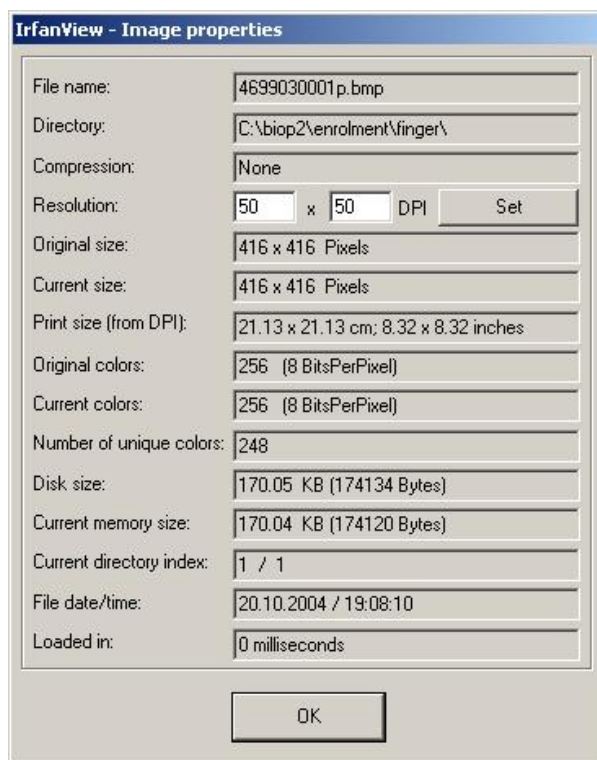 IrfanView - Image properties
File name: 4699030001p.bmp
Directory: C:\biop2\enrolment\finger\
Compression: None
Resolution: 50 x 50 DPI Set
Original size: 416 x 416 Pixels
Current size: 416 x 416 Pixels
Print size (from DPI): 21.13 x 21.13 cm; 8.32 x 8.32 inches
Original colors: 256 (8 BitsPerPixel)
Current colors: 256 (8 BitsPerPixel)
Number of unique colors: 248
Disk size: 170.05 KB (174134 Bytes)
Current memory size: 170.04 KB (174120 Bytes)
Current directory index: 1 / 1
File date/time: 20.10.2004 / 19:08:10
Loaded in: 0 milliseconds
OK